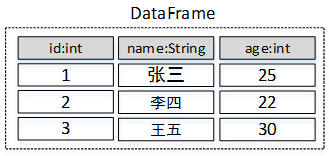 DataFrame
id:int name:String age:int
1 张三 25
2 李四 22
3 王五 30